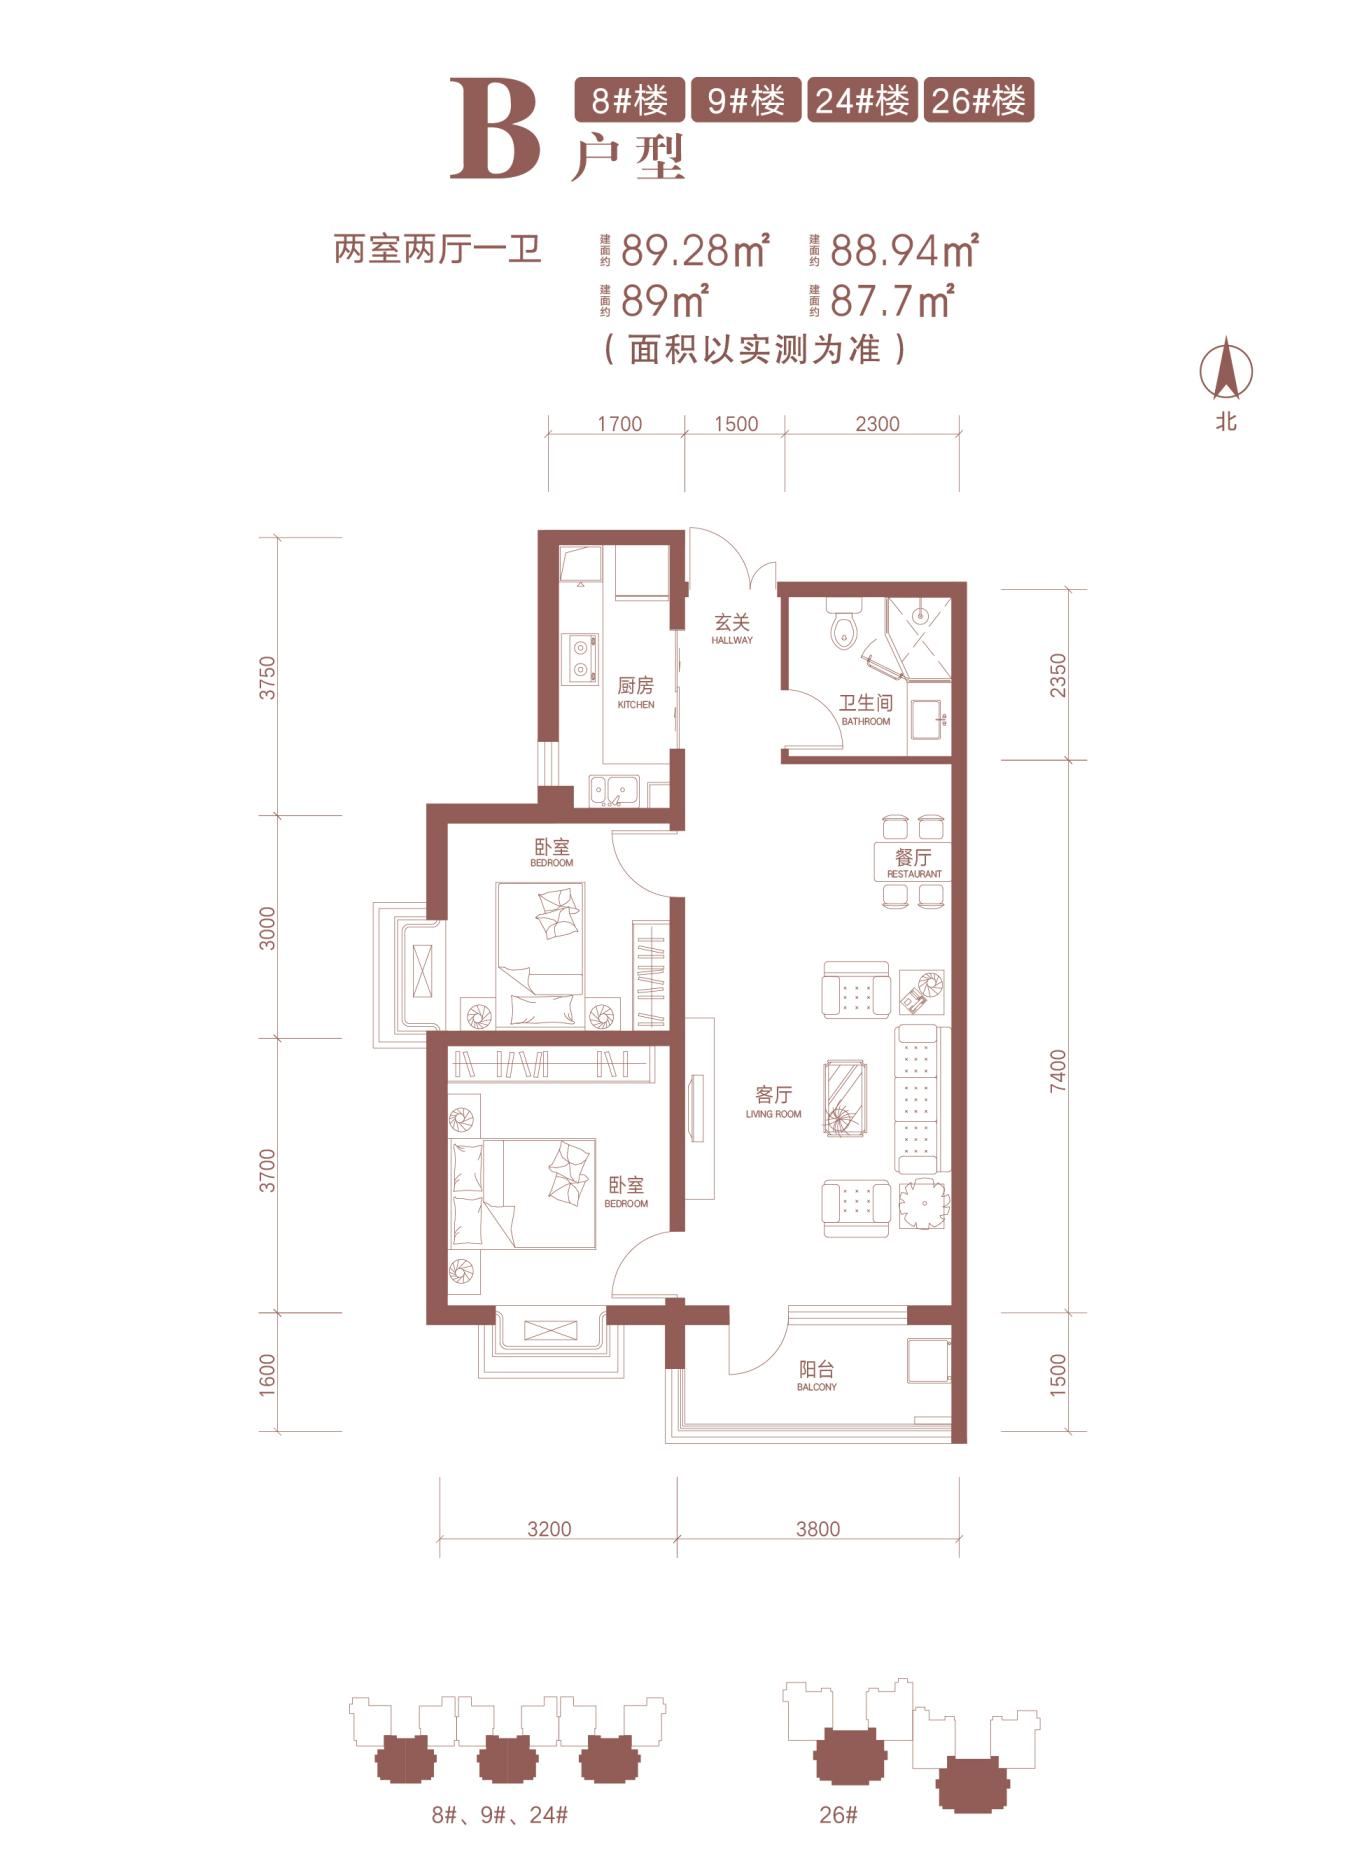 B
8#楼 9#楼 24#楼 26#楼
户型
两室两厅一卫
建面约 89.28㎡ 建面约 88.94㎡
建面约 89㎡ 建面约 87.7㎡
(面积以实测为准)
北
1700 1500 2300
3750
3000
3700
1600
2350
7400
1500
玄关
HALLWAY
厨房
KITCHEN
卫生间
BATHROOM
卧室
BEDROOM
餐厅
RESTAURANT
客厅
LIVING ROOM
卧室
BEDROOM
阳台
BALCONY
3200 3800
8#、9#、24#
26#